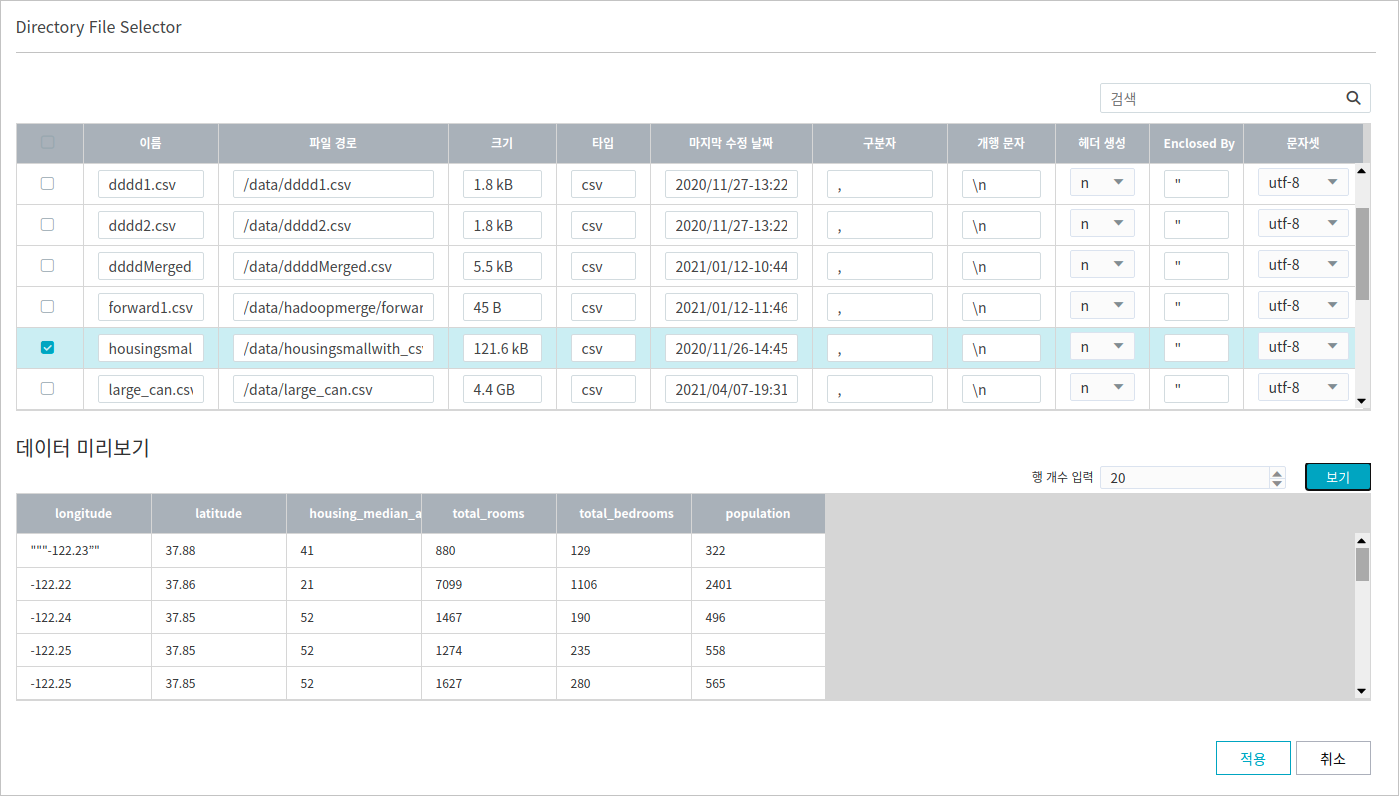 Directory File Selector
검색
이름 파일 경로 크기 타입 마지막 수정 날짜 구분자 개행 문자 헤더 생성 Enclosed By 문자셋
dddd1.csv /data/dddd1.csv 1.8 kB csv 2020/11/27-13:22 , \n n " utf-8
dddd2.csv /data/dddd2.csv 1.8 kB csv 2020/11/27-13:22 , \n n " utf-8
ddddMerged /data/ddddMerged.csv 5.5 kB csv 2021/01/12-10:44 , \n n " utf-8
forward1.csv /data/hadoopmerge/forwar 45 B csv 2021/01/12-11:46 , \n n " utf-8
housingsmal /data/housingsmallwith_csv 121.6 kB csv 2020/11/26-14:45 , \n n " utf-8
large_can.csv /data/large_can.csv 4.4 GB csv 2021/04/07-19:31 , \n n " utf-8
데이터 미리보기
행 개수 입력 20 보기
longitude latitude housing_median_a total_rooms total_bedrooms population
"""-122.23”" 37.88 41 880 129 322
-122.22 37.86 21 7099 1106 2401
-122.24 37.85 52 1467 190 496
-122.25 37.85 52 1274 235 558
-122.25 37.85 52 1627 280 565
적용 취소